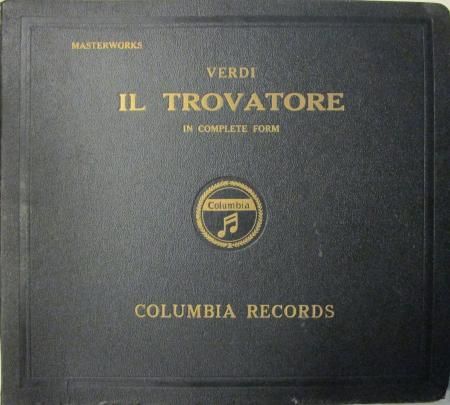 MASTERWORKS
VERDI
IL TROVATORE
IN COMPLETE FORM
Columbia
COLUMBIA RECORDS